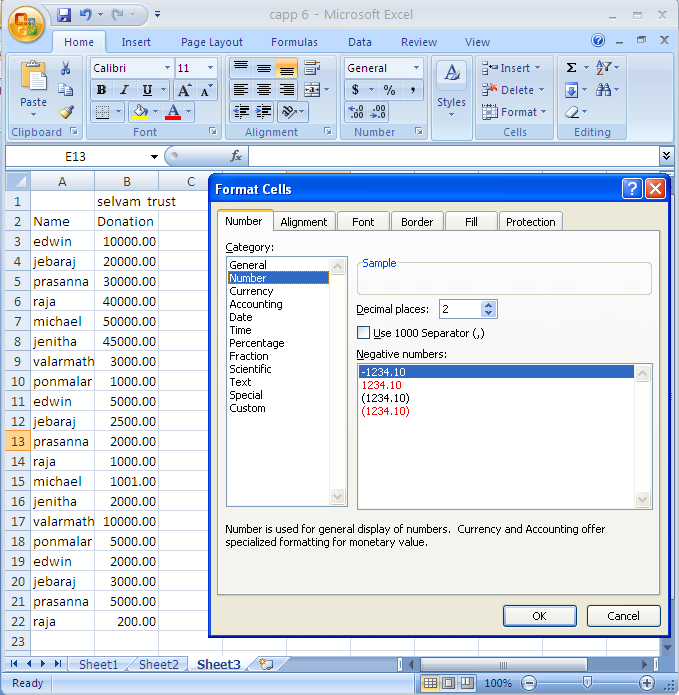 capp 6 - Microsoft Excel
Home Insert Page Layout Formulas Data Review View
Paste
Calibri 11
General
Styles
Insert
Delete
Format
B I U A A
$ % ,
.00 .0
Clipboard Font Alignment Number Cells Editing
E13 fx
A B C
1 selvam trust
2 Name Donation
3 edwin 10000.00
4 jebaraj 20000.00
5 prasanna 30000.00
6 raja 40000.00
7 michael 50000.00
8 jenitha 45000.00
9 valarmath 3000.00
10 ponmalar 1000.00
11 edwin 5000.00
12 jebaraj 2500.00
13 prasanna 2000.00
14 raja 1000.00
15 michael 1001.00
16 jenitha 2000.00
17 valarmath 10000.00
18 ponmalar 5000.00
19 edwin 2000.00
20 jebaraj 3000.00
21 prasanna 5000.00
22 raja 200.00
23
Format Cells
Number Alignment Font Border Fill Protection
Category:
General
Number
Currency
Accounting
Date
Time
Percentage
Fraction
Scientific
Text
Special
Custom
Sample
Decimal places: 2
Use 1000 Separator (,)
Negative numbers:
-1234.10
1234.10
(1234.10)
(1234.10)
Number is used for general display of numbers. Currency and Accounting offer
specialized formatting for monetary value.
OK Cancel
Sheet1 Sheet2 Sheet3
Ready 100%